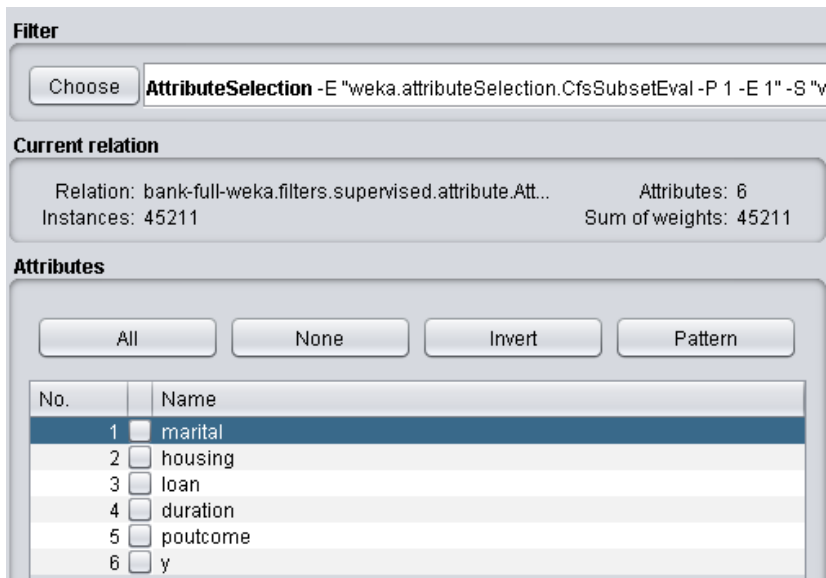 Filter
Choose AttributeSelection -E "weka.attributeSelection.CfsSubsetEval -P 1 -E 1" -S "w
Current relation
Relation: bank-full-weka.filters.supervised.attribute.Att... Attributes: 6
Instances: 45211 Sum of weights: 45211
Attributes
All None Invert Pattern
No. Name
1 marital
2 housing
3 loan
4 duration
5 poutcome
6 y